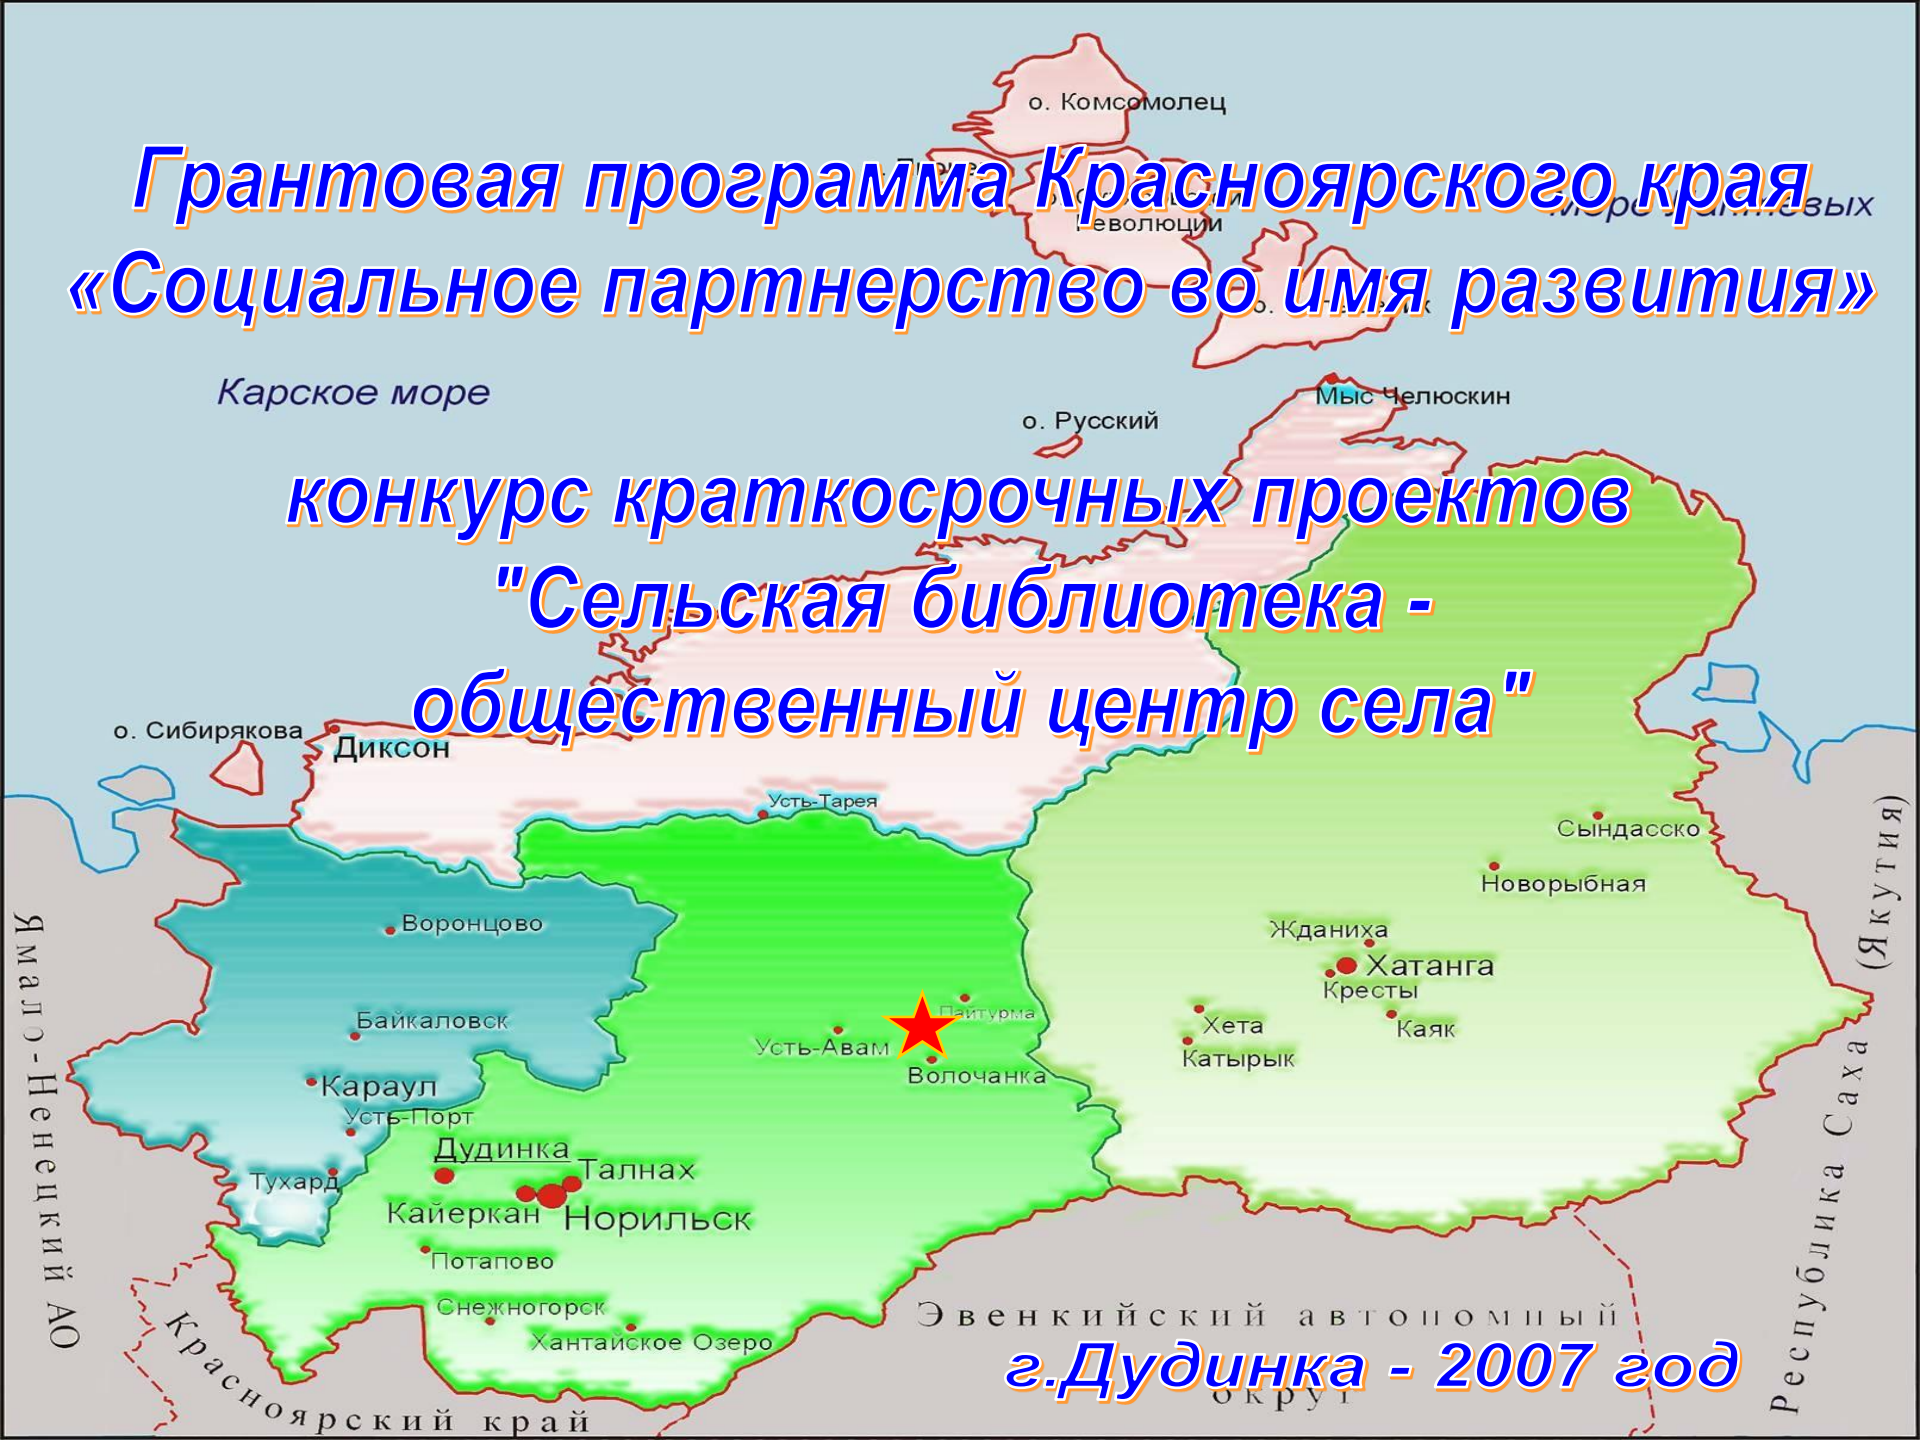 о. Комсомолец
Грантовая программа Красноярского края
Революции
«Социальное партнерство во имя развития»
Карское море
Мыс Челюскин
о. Русский
конкурс краткосрочных проектов
"Сельская библиотека -
общественный центр села"
о. Сибирякова
Диксон
Усть-Тарея
Сындасско
Новорыбная
Воронцово
Жданиха
Хатанга
Кресты
Байкаловск
Пайтурма
Хета
Каяк
Усть-Авам
Катырык
Волочанка
Караул
Усть-Порт
Дудинка
Талнах
Тухард
Кайеркан
Норильск
Потапово
Снежногорск
Хантайское Озеро
Ямало-Ненецкий АО
Красноярский край
Эвенкийский автономный
округ
Республика Саха (Якутия)
г.Дудинка - 2007 год